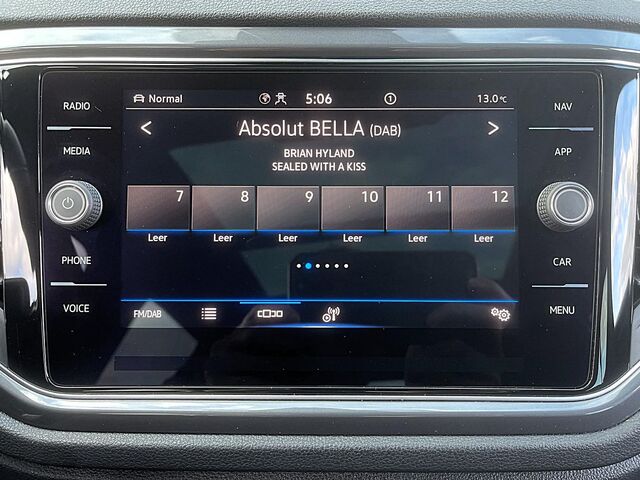 RADIO
MEDIA
PHONE
VOICE
Normal
5:06
1
13.0°C
< Absolut BELLA (DAB) >
BRIAN HYLAND
SEALED WITH A KISS
7 8 9 10 11 12
Leer Leer Leer Leer Leer Leer
FM/DAB
NAV
APP
CAR
MENU